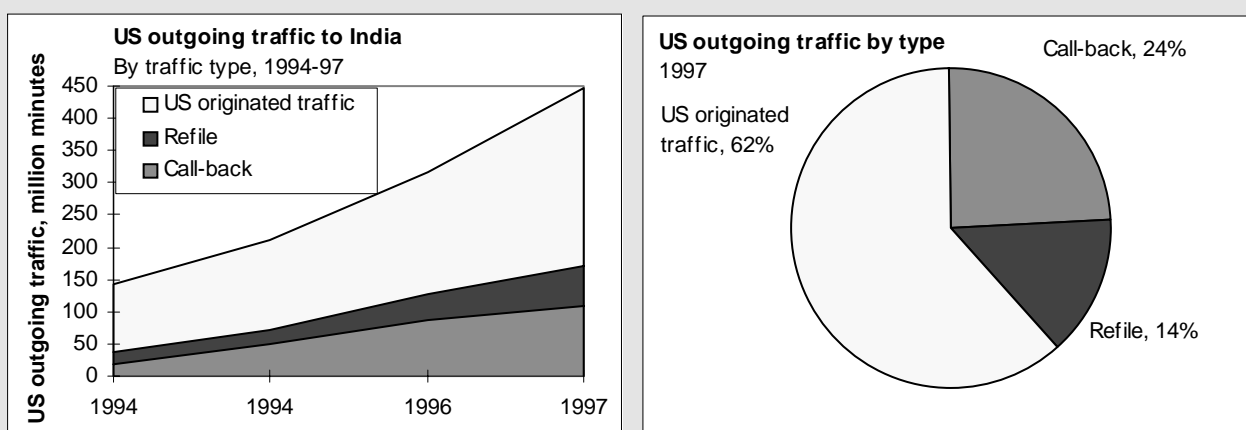 US outgoing traffic to India
By traffic type, 1994-97
US outgoing traffic, million minutes
450
400
350
300
250
200
150
100
50
0
US originated traffic
Refile
Call-back
1994
1994
1996
1997
US outgoing traffic by type
1997
Call-back, 24%
US originated
traffic, 62%
Refile, 14%